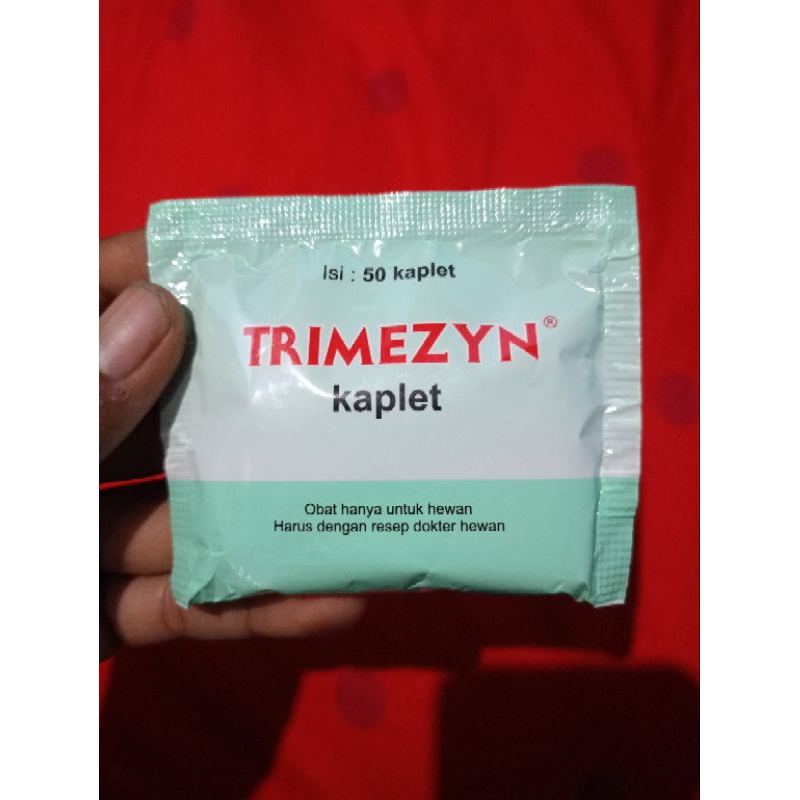 Isi : 50 kaplet
TRIMEZYN®
kaplet
Obat hanya untuk hewan
Harus dengan resep dokter hewan